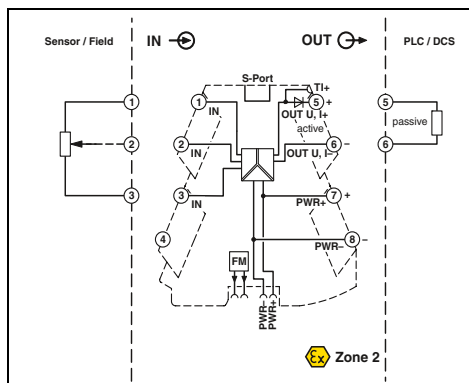 Sensor / Field
IN
OUT
PLC / DCS
S-Port
TI+
1
1
IN
5
+
OUT U, I+
active
5
passive
2
2
IN
6
–
OUT U, I–
6
3
3
IN
7
+
PWR+
4
8
–
PWR–
FM
PWR–
PWR+
Ex
Zone 2